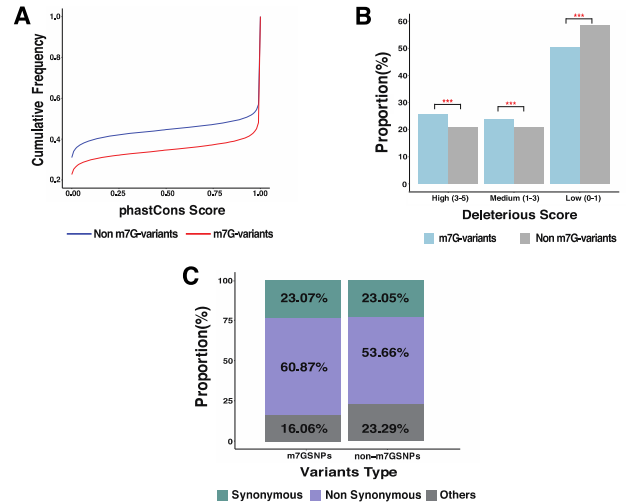 A
Cumulative Frequency
1.0
0.8
0.6
0.4
0.2
0.00 0.25 0.50 0.75 1.00
phastCons Score
Non m7G-variants m7G-variants
B
Proportion(%)
60
50
40
30
20
10
0
*** *** ***
High (3-5) Medium (1-3) Low (0-1)
Deleterious Score
m7G-variants Non m7G-variants
C
Proportion(%)
100
75
50
25
0
23.07% 23.05%
60.87% 53.66%
16.06% 23.29%
m7GSNPs non-m7GSNPs
Variants Type
Synonymous Non Synonymous Others